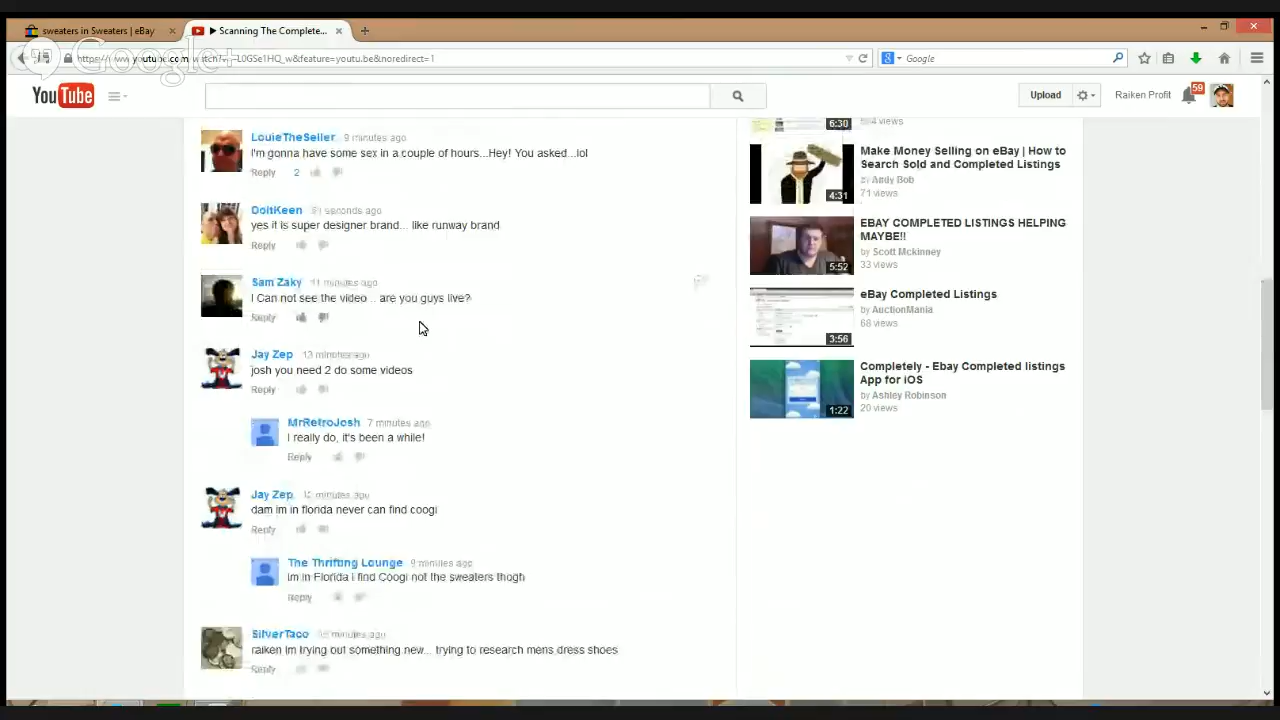 sweaters in Sweaters | eBay
Scanning The Complete...
Google+
youtube.com
&feature=youtu.be&noredirect=1
Google
YouTube
Upload
Raiken Profit
59
LouieTheSeller 9 minutes ago
I'm gonna have some sex in a couple of hours...Hey! You asked...lol
Reply 2
DoitKeen seconds ago
yes it is super designer brand... like runway brand
Reply
Sam Zaky 11 minutes ago
I Can not see the video .. are you guys live?
Reply
Jay Zep 13 minutes ago
josh you need 2 do some videos
Reply
MrRetroJosh 7 minutes ago
I really do, it's been a while!
Reply
Jay Zep minutes ago
dam im in florida never can find coogi
Reply
The Thrifting Lounge 9 minutes ago
im in Florida i find Coogi not the sweaters thogh
Reply
SilverTaco minutes ago
raiken im trying out something new... trying to research mens dress shoes
Reply
6:30
views
Make Money Selling on eBay | How to
Search Sold and Completed Listings
by Andy Bob
71 views
4:31
EBAY COMPLETED LISTINGS HELPING
MAYBE!!
by Scott Mckinney
33 views
5:52
eBay Completed Listings
by AuctionMania
68 views
3:56
Completely - Ebay Completed listings
App for iOS
by Ashley Robinson
20 views
1:22